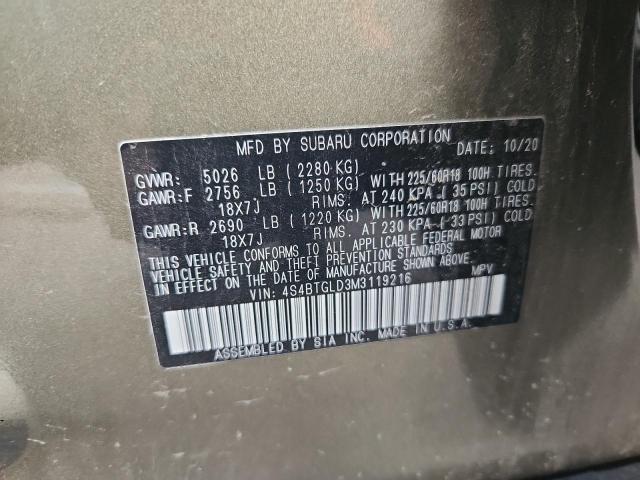 MFD BY SUBARU CORPORATION DATE: 10/20
GVWR: 5026 LB ( 2280 KG)
GAWR:F 2756 LB ( 1250 KG) WITH 225/60R18 100H TIRES.
18X7J RIMS. AT 240 KPA ( 35 PSI) COLD
GAWR:R 2690 LB ( 1220 KG) WITH 225/60R18 100H TIRES.
18X7J RIMS. AT 230 KPA ( 33 PSI) COLD
THIS VEHICLE CONFORMS TO ALL APPLICABLE FEDERAL MOTOR
VEHICLE SAFETY AND THEFT PREVENTION STANDARDS
IN EFFECT ON THE DATE OF MANUFACTURE SHOWN ABOVE.
VIN: 4S4BTGLD3M3119216 MPV
ASSEMBLED BY SIA INC. MADE IN U.S.A.